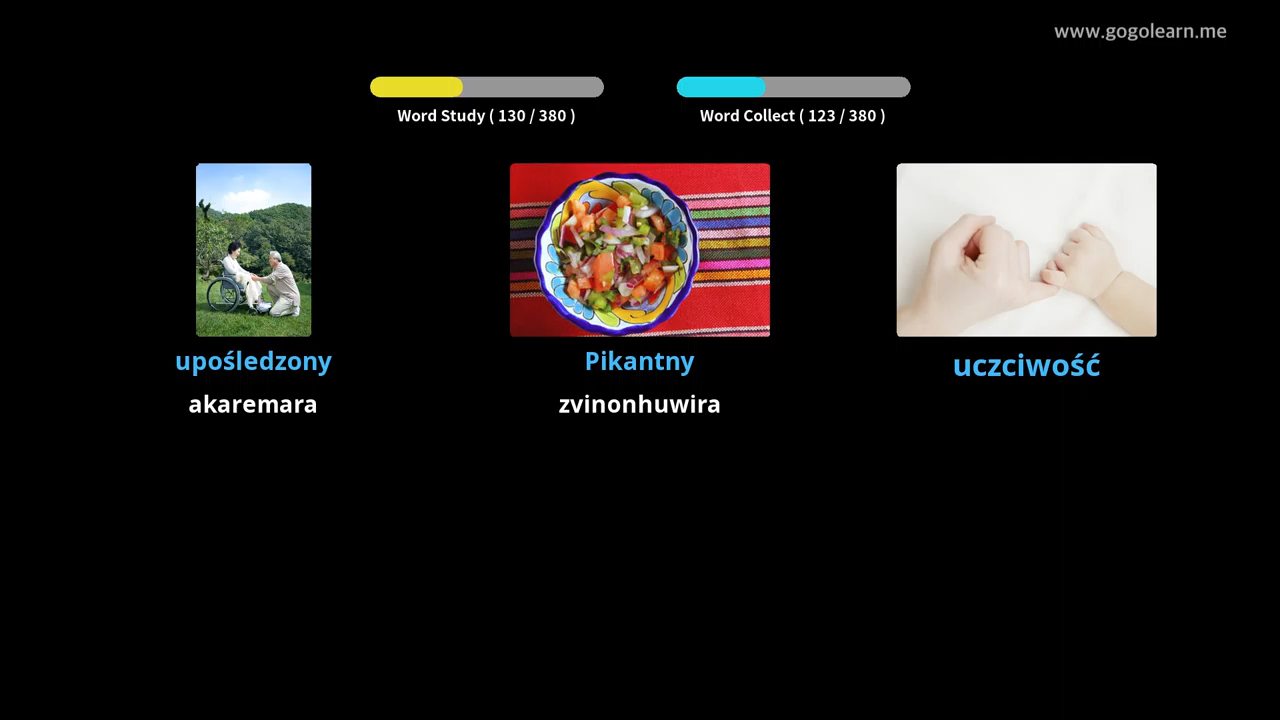 www.gogolearn.me
Word Study ( 130 / 380 )
Word Collect ( 123 / 380 )
upośledzony
akaremara
Pikantny
zvinonhuwira
uczciwość